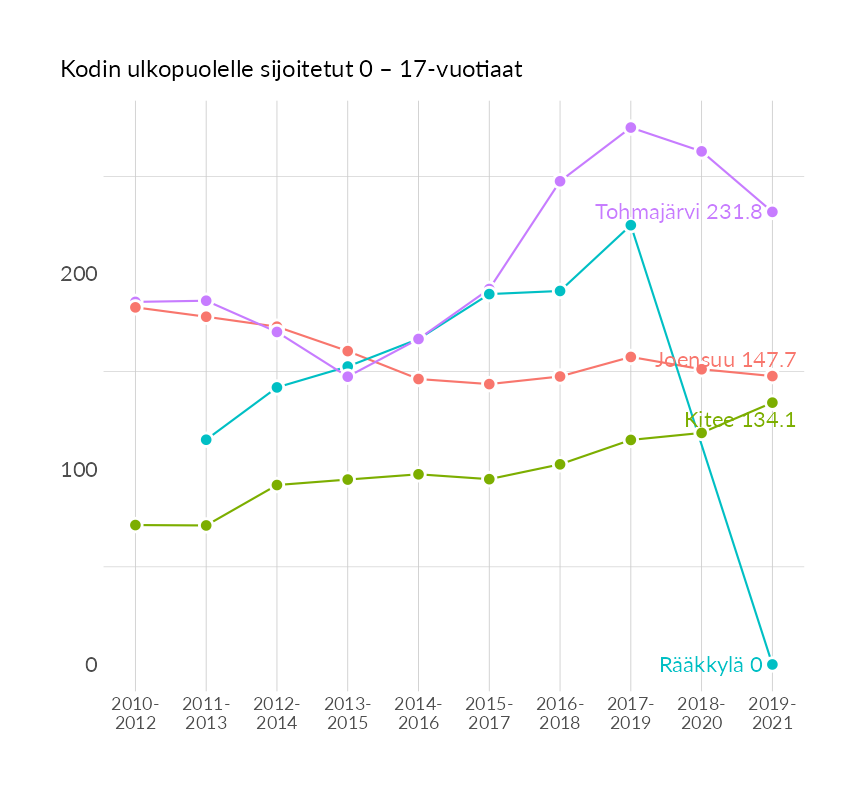 Kodin ulkopuolelle sijoitetut 0 – 17-vuotiaat
Tohmajärvi 231.8
200
Joensuu 147.7
Kitee 134.1
100
0
Rääkkylä 0
2010- 2011- 2012- 2013- 2014- 2015- 2016- 2017- 2018- 2019-
2012 2013 2014 2015 2016 2017 2018 2019 2020 2021